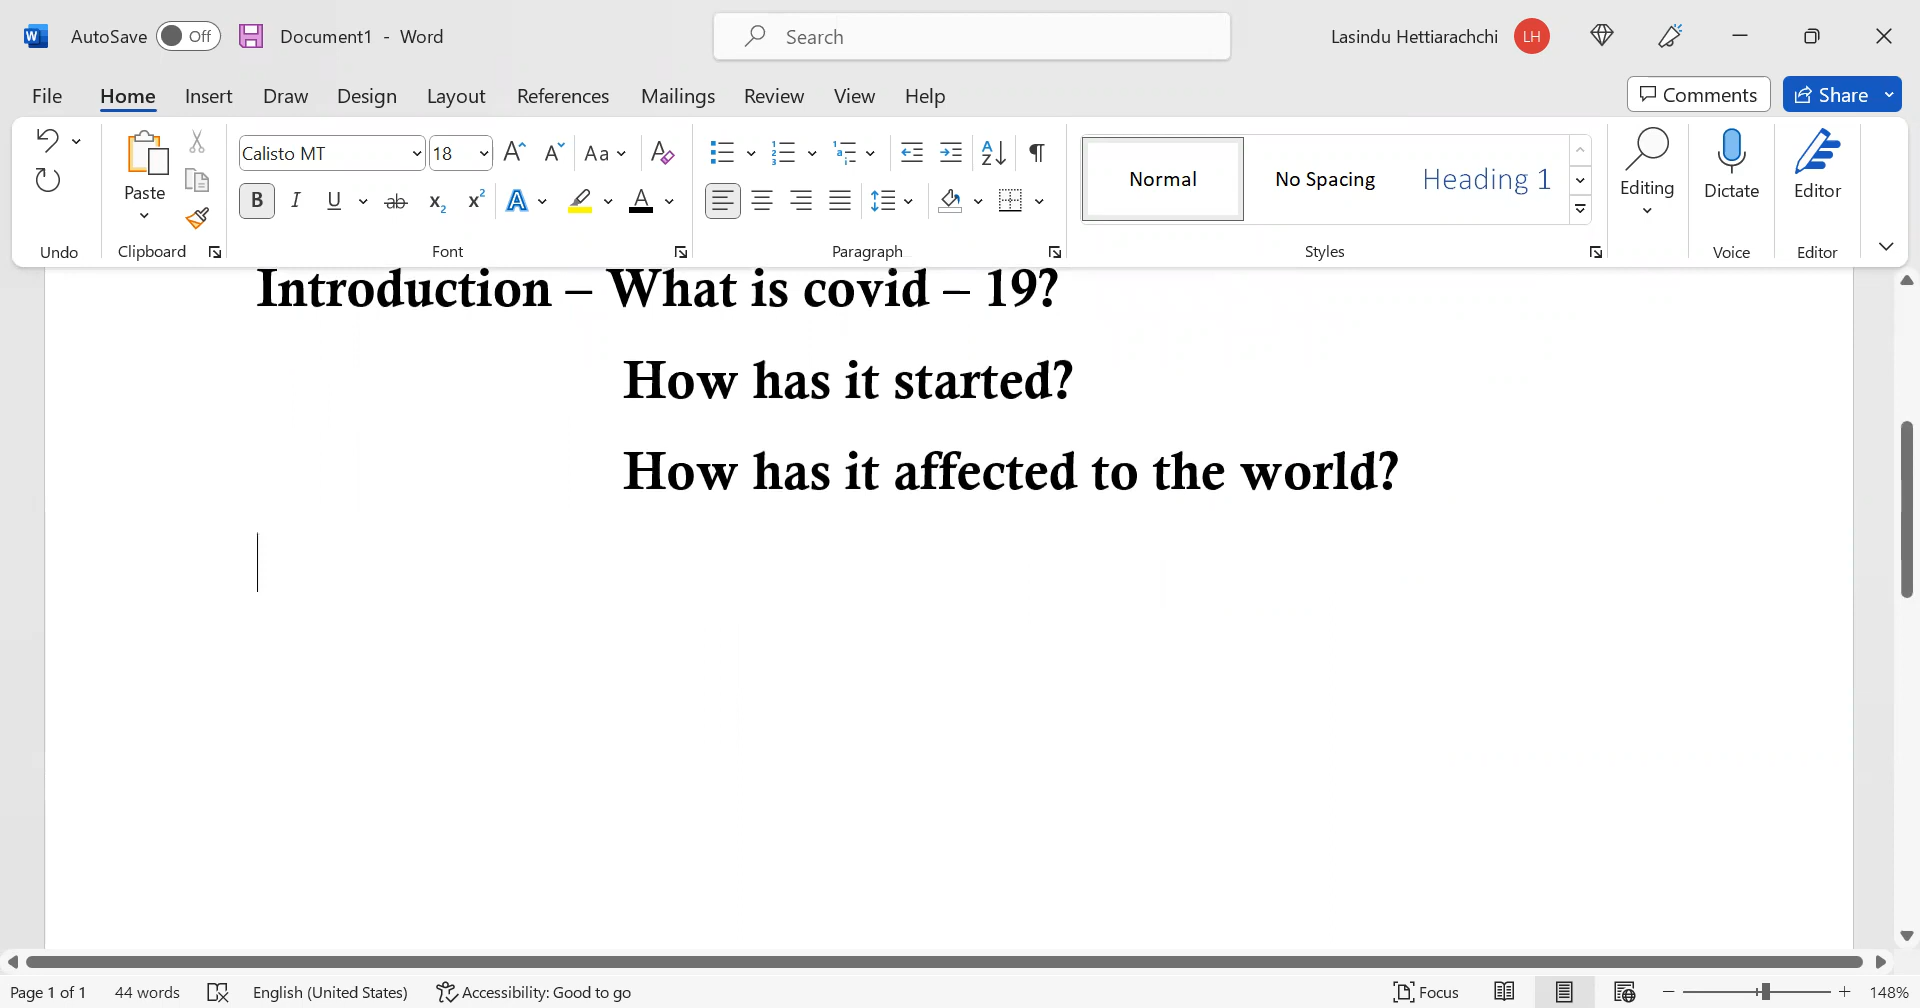 AutoSave Off Document1 - Word Search Lasindu Hettiarachchi LH
File Home Insert Draw Design Layout References Mailings Review View Help Comments Share
Paste Calisto MT 18 Aa Normal No Spacing Heading 1 Editing Dictate Editor
Undo Clipboard Font Paragraph Styles Voice Editor
Introduction – What is covid – 19?
How has it started?
How has it affected to the world?
Page 1 of 1 44 words English (United States) Accessibility: Good to go Focus 148%